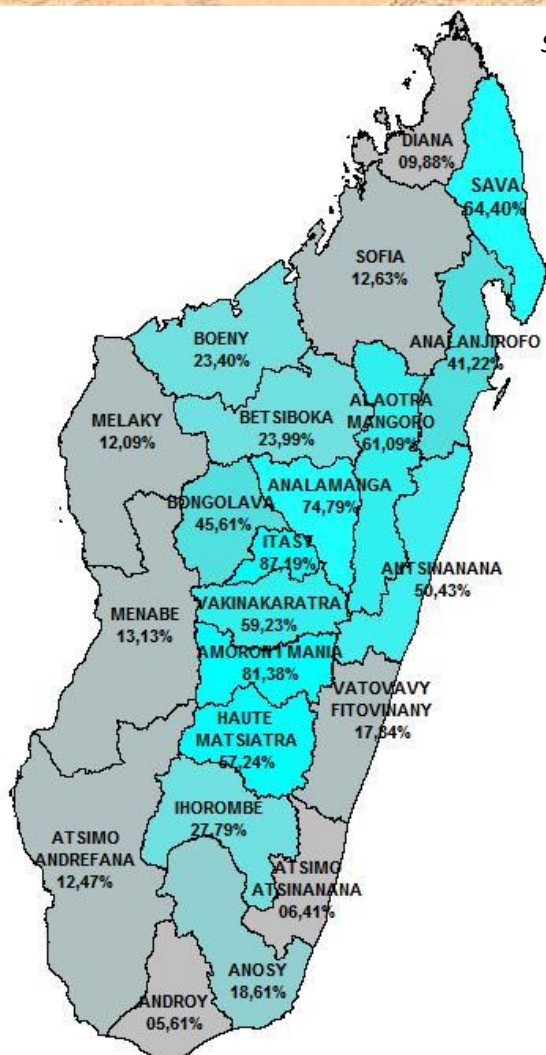 DIANA
09,88%
SAVA
64,40%
SOFIA
12,63%
ANALANJIROFO
41,22%
BOENY
23,40%
ALAOTRA
MANGORO
61,09%
MELAKY
12,09%
BETSIBOKA
23,99%
ANALAMANGA
74,79%
BONGOLAVA
45,61%
ITASY
87,19%
ANTSINANANA
50,43%
VAKINAKARATRA
59,23%
MENABE
13,13%
AMORONI MANIA
81,38%
VATOVAVY
FITOVINANY
17,84%
HAUTE
MATSIATRA
57,24%
IHOROMBE
27,79%
ATSIMO
ANDREFANA
12,47%
ATSIMO
ATSINANANA
06,41%
ANOSY
18,61%
ANDROY
05,61%